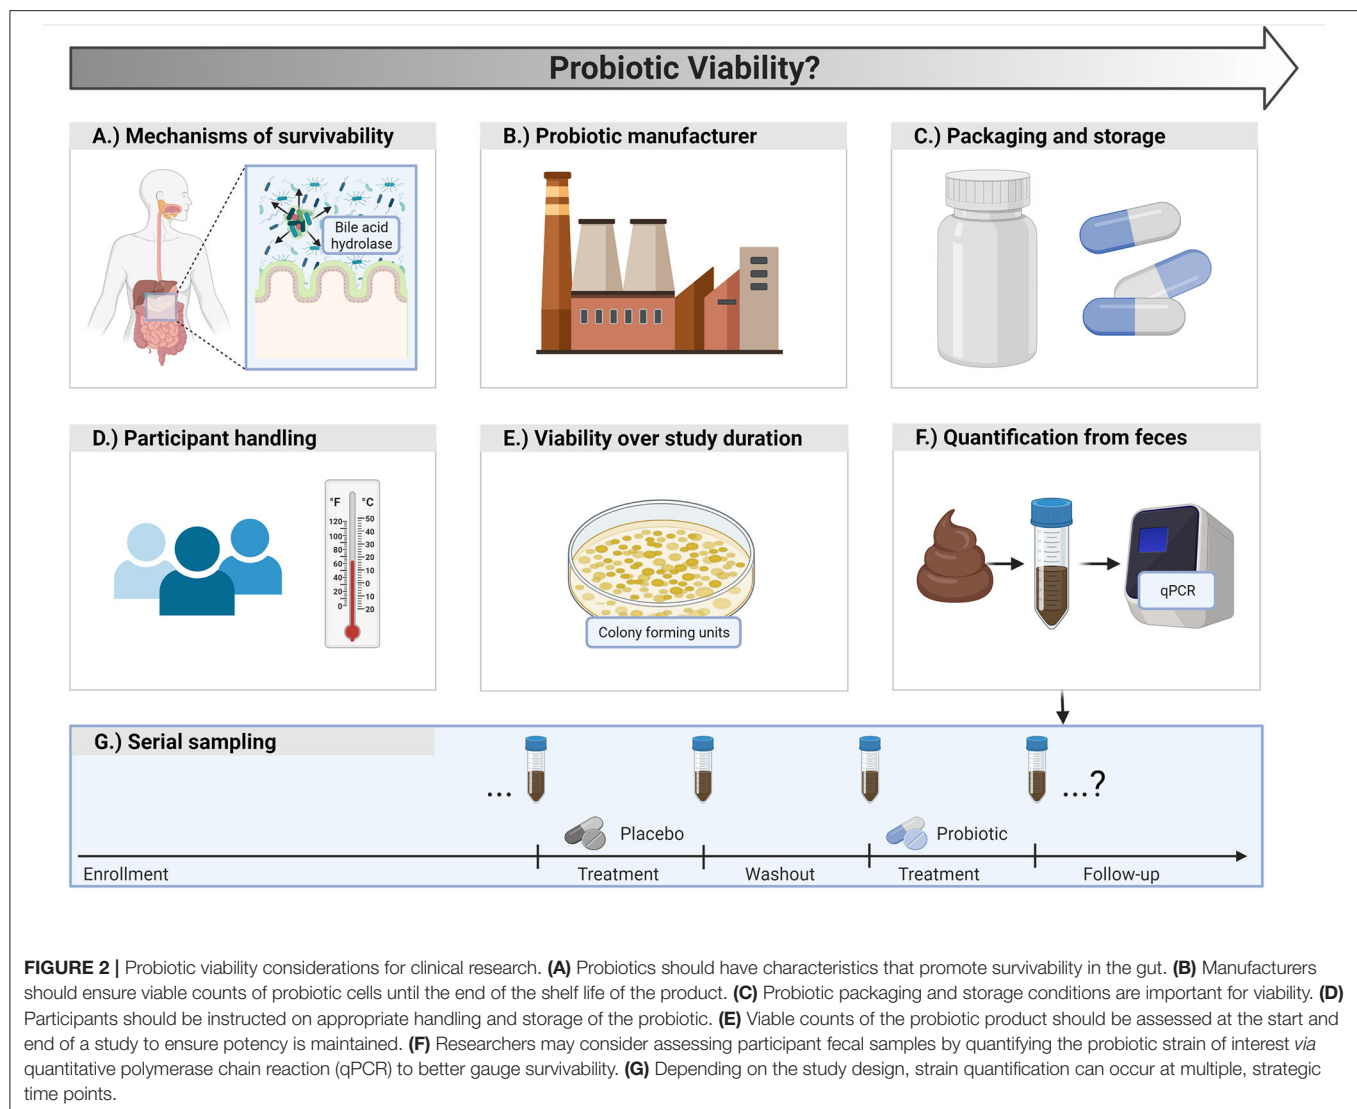 Probiotic Viability?
A.) Mechanisms of survivability
Bile acid
hydrolase
B.) Probiotic manufacturer
C.) Packaging and storage
D.) Participant handling
°F °C
120
100
80
60
40
20
0
50
40
30
20
10
0
10
20
E.) Viability over study duration
Colony forming units
F.) Quantification from feces
qPCR
G.) Serial sampling
... ...?
Placebo Probiotic
Enrollment Treatment Washout Treatment Follow-up
FIGURE 2 | Probiotic viability considerations for clinical research. (A) Probiotics should have characteristics that promote survivability in the gut. (B) Manufacturers
should ensure viable counts of probiotic cells until the end of the shelf life of the product. (C) Probiotic packaging and storage conditions are important for viability. (D)
Participants should be instructed on appropriate handling and storage of the probiotic. (E) Viable counts of the probiotic product should be assessed at the start and
end of a study to ensure potency is maintained. (F) Researchers may consider assessing participant fecal samples by quantifying the probiotic strain of interest via
quantitative polymerase chain reaction (qPCR) to better gauge survivability. (G) Depending on the study design, strain quantification can occur at multiple, strategic
time points.